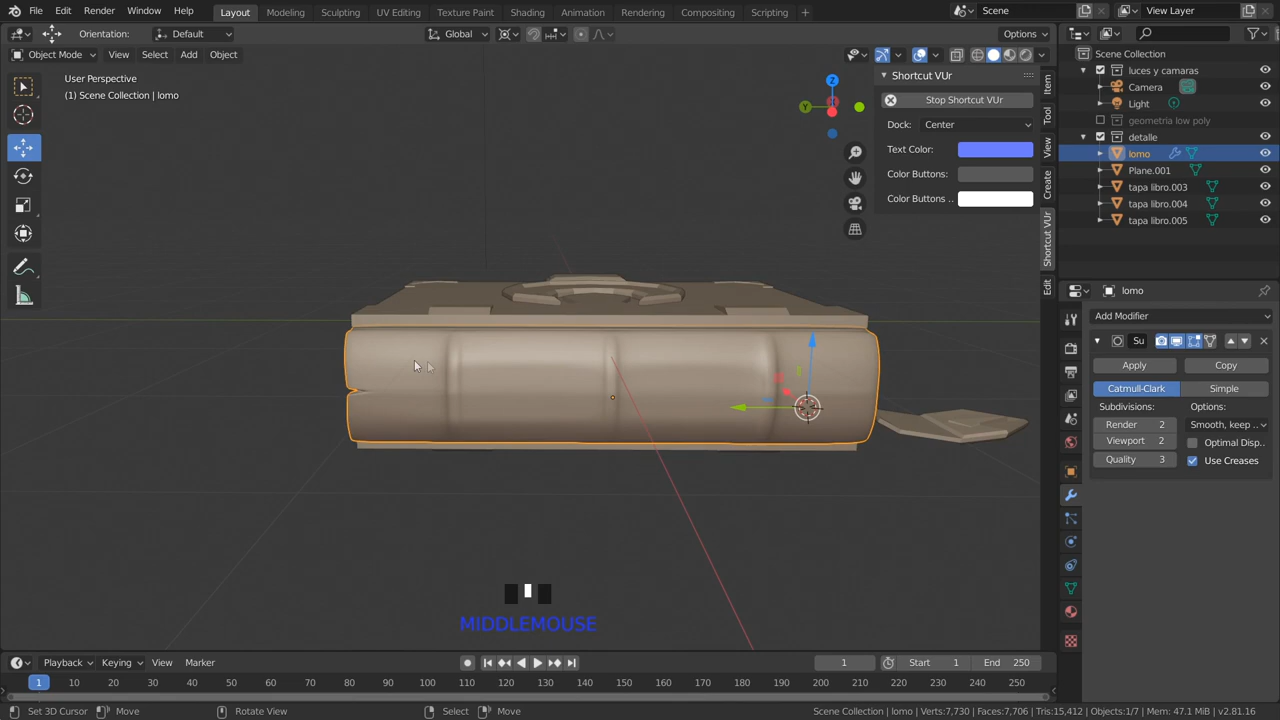 File Edit Render Window Help Layout Modeling Sculpting UV Editing Texture Paint Shading Animation Rendering Compositing Scripting + Scene View Layer
Orientation: Default Global Options
Object Mode View Select Add Object
User Perspective
(1) Scene Collection | lomo
Z
Y
Shortcut VUr
Stop Shortcut VUr
Dock: Center
Text Color:
Color Buttons:
Color Buttons ..
Item
Tool
View
Create
Shortcut VUr
Edit
Scene Collection
luces y camaras
Camera
Light
geometria low poly
detalle
lomo
Plane.001
tapa libro.003
tapa libro.004
tapa libro.005
lomo
Add Modifier
Su
Apply Copy
Catmull-Clark Simple
Subdivisions: Options:
Render 2 Smooth, keep ..
Viewport 2 Optimal Disp..
Quality 3 Use Creases
MIDDLEMOUSE
Playback Keying View Marker 1 Start 1 End 250
1 10 20 30 40 50 60 70 80 90 100 110 120 130 140 150 160 170 180 190 200 210 220 230 240 250
Set 3D Cursor Move Rotate View Select Move Scene Collection | lomo | Verts:7,730 | Faces:7,706 | Tris:15,412 | Objects:1/7 | Mem: 47.1 MiB | v2.81.16